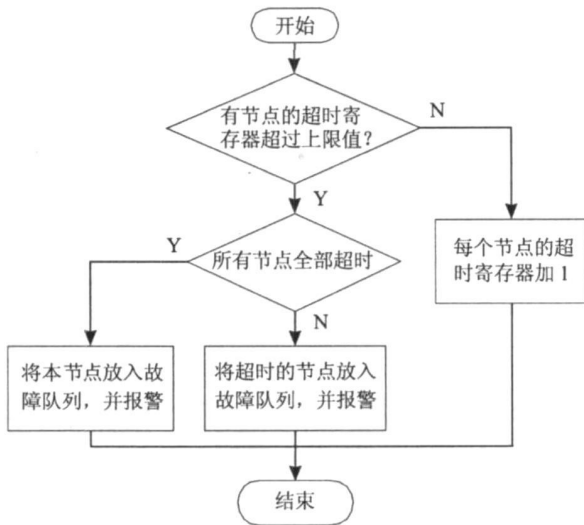 开始
有节点的超时寄
存器超过上限值?
N
Y
所有节点全部超时
Y
每个节点的超
时寄存器加 1
N
将本节点放入故
障队列，并报警
将超时的节点放入
故障队列，并报警
结束